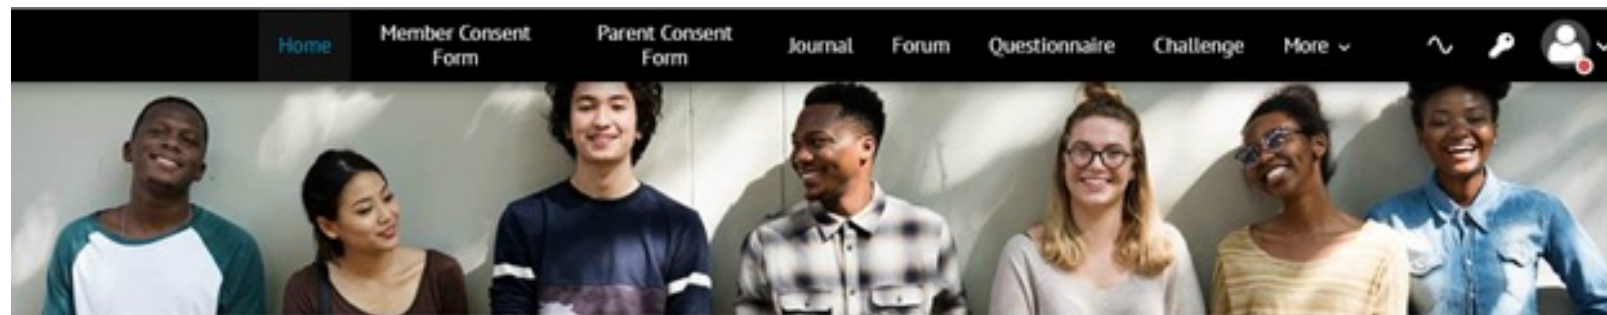 Home
Member Consent
Form
Parent Consent
Form
Journal
Forum
Questionnaire
Challenge
More